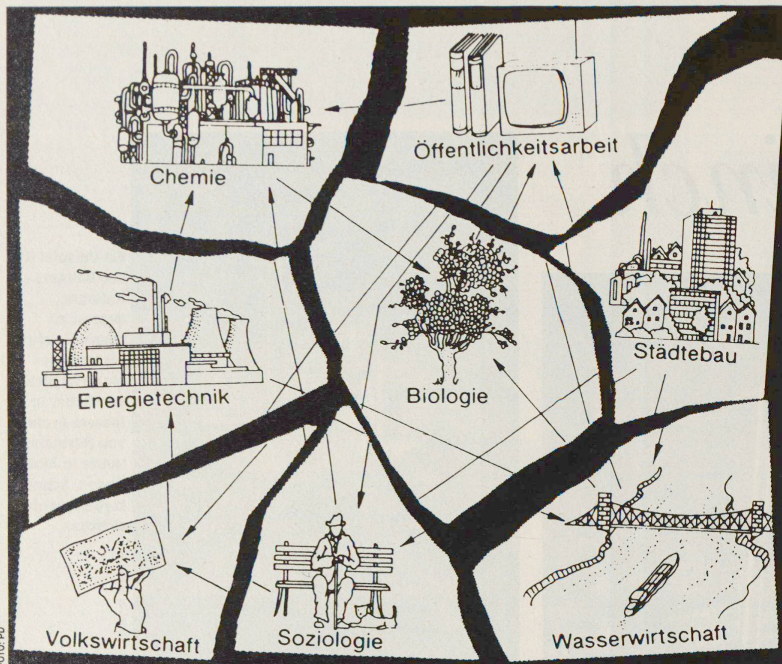 Öffentlichkeitsarbeit
Chemie
Städtebau
Energietechnik
Biologie
Volkswirtschaft
Soziologie
Wasserwirtschaft